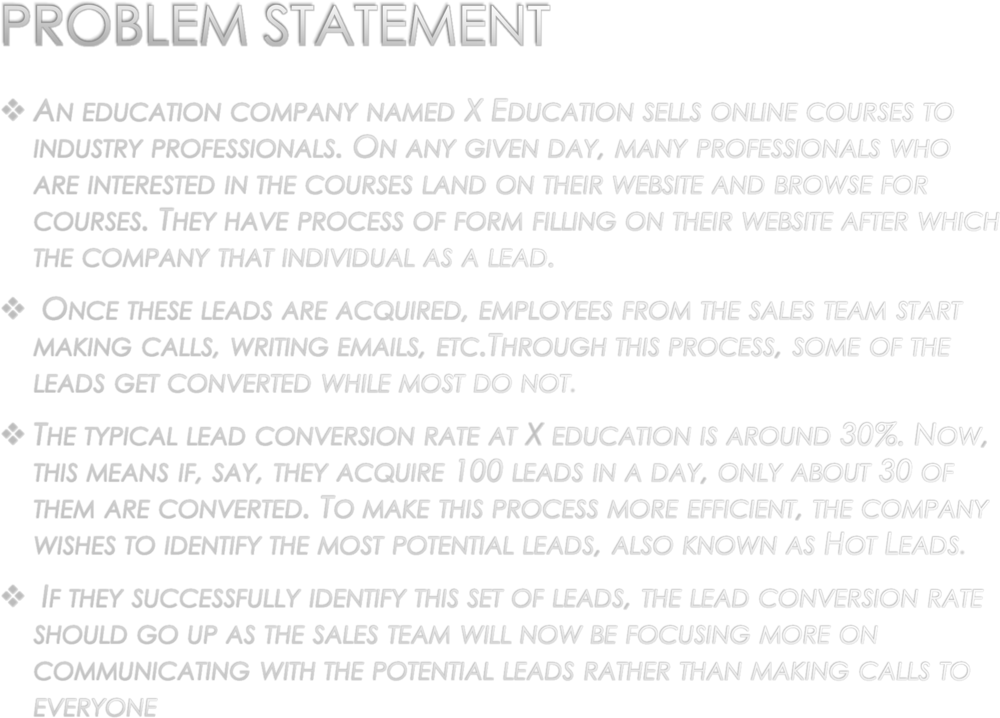 PROBLEM STATEMENT
❖ AN EDUCATION COMPANY NAMED X EDUCATION SELLS ONLINE COURSES TO
INDUSTRY PROFESSIONALS. ON ANY GIVEN DAY, MANY PROFESSIONALS WHO
ARE INTERESTED IN THE COURSES LAND ON THEIR WEBSITE AND BROWSE FOR
COURSES. THEY HAVE PROCESS OF FORM FILLING ON THEIR WEBSITE AFTER WHICH
THE COMPANY THAT INDIVIDUAL AS A LEAD.
❖ ONCE THESE LEADS ARE ACQUIRED, EMPLOYEES FROM THE SALES TEAM START
MAKING CALLS, WRITING EMAILS, ETC.THROUGH THIS PROCESS, SOME OF THE
LEADS GET CONVERTED WHILE MOST DO NOT.
❖ THE TYPICAL LEAD CONVERSION RATE AT X EDUCATION IS AROUND 30%. NOW,
THIS MEANS IF, SAY, THEY ACQUIRE 100 LEADS IN A DAY, ONLY ABOUT 30 OF
THEM ARE CONVERTED. TO MAKE THIS PROCESS MORE EFFICIENT, THE COMPANY
WISHES TO IDENTIFY THE MOST POTENTIAL LEADS, ALSO KNOWN AS HOT LEADS.
❖ IF THEY SUCCESSFULLY IDENTIFY THIS SET OF LEADS, THE LEAD CONVERSION RATE
SHOULD GO UP AS THE SALES TEAM WILL NOW BE FOCUSING MORE ON
COMMUNICATING WITH THE POTENTIAL LEADS RATHER THAN MAKING CALLS TO
EVERYONE